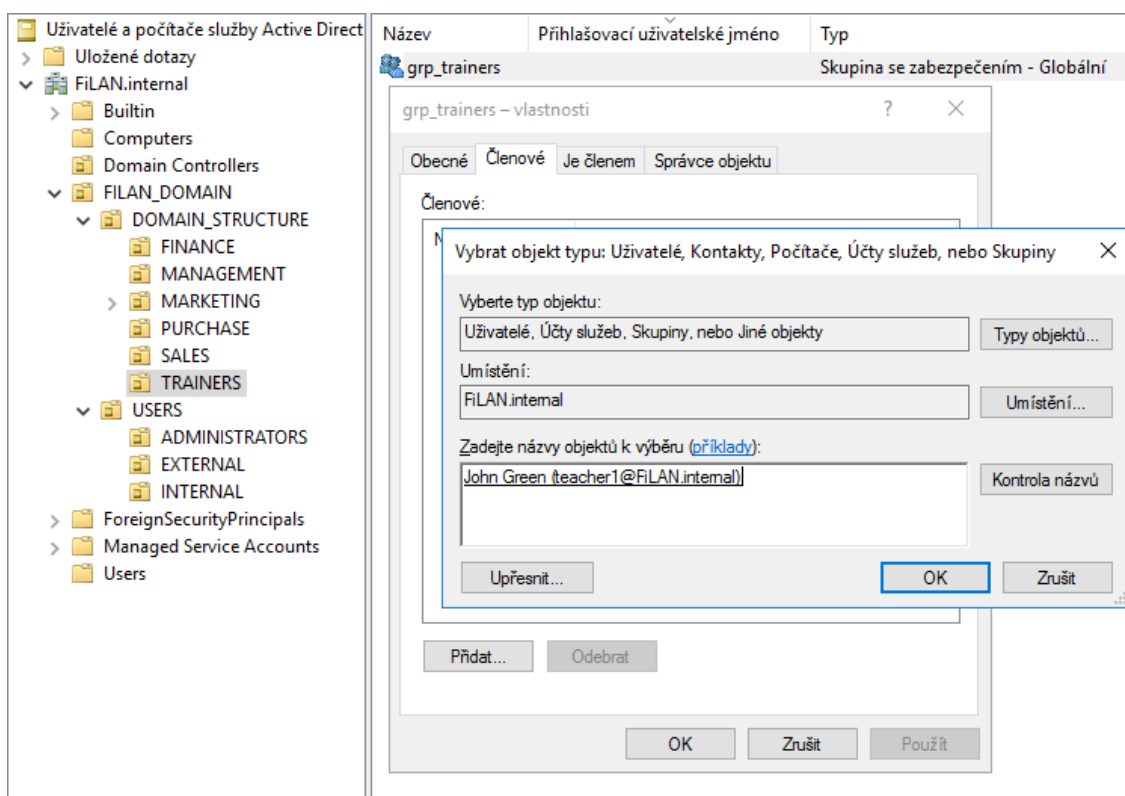 Uživatelé a počítače služby Active Direct
Uložené dotazy
FiLAN.internal
Builtin
Computers
Domain Controllers
FILAN_DOMAIN
DOMAIN_STRUCTURE
FINANCE
MANAGEMENT
MARKETING
PURCHASE
SALES
TRAINERS
USERS
ADMINISTRATORS
EXTERNAL
INTERNAL
ForeignSecurityPrincipals
Managed Service Accounts
Users
Název Přihlašovací uživatelské jméno Typ
grp_trainers Skupina se zabezpečením - Globální
grp_trainers – vlastnosti ?
Obecné Členové Je členem Správce objektu
Členové:
Vybrat objekt typu: Uživatelé, Kontakty, Počítače, Účty služeb, nebo Skupiny
Vyberte typ objektu:
Uživatelé, Účty služeb, Skupiny, nebo Jiné objekty Typy objektů...
Umístění:
FiLAN.internal Umístění...
Zadejte názvy objektů k výběru (příklady):
John Green (teacher1@FiLAN.internal) Kontrola názvů
Upřesnit... OK Zrušit
Přidat... Odebrat
OK Zrušit Použít